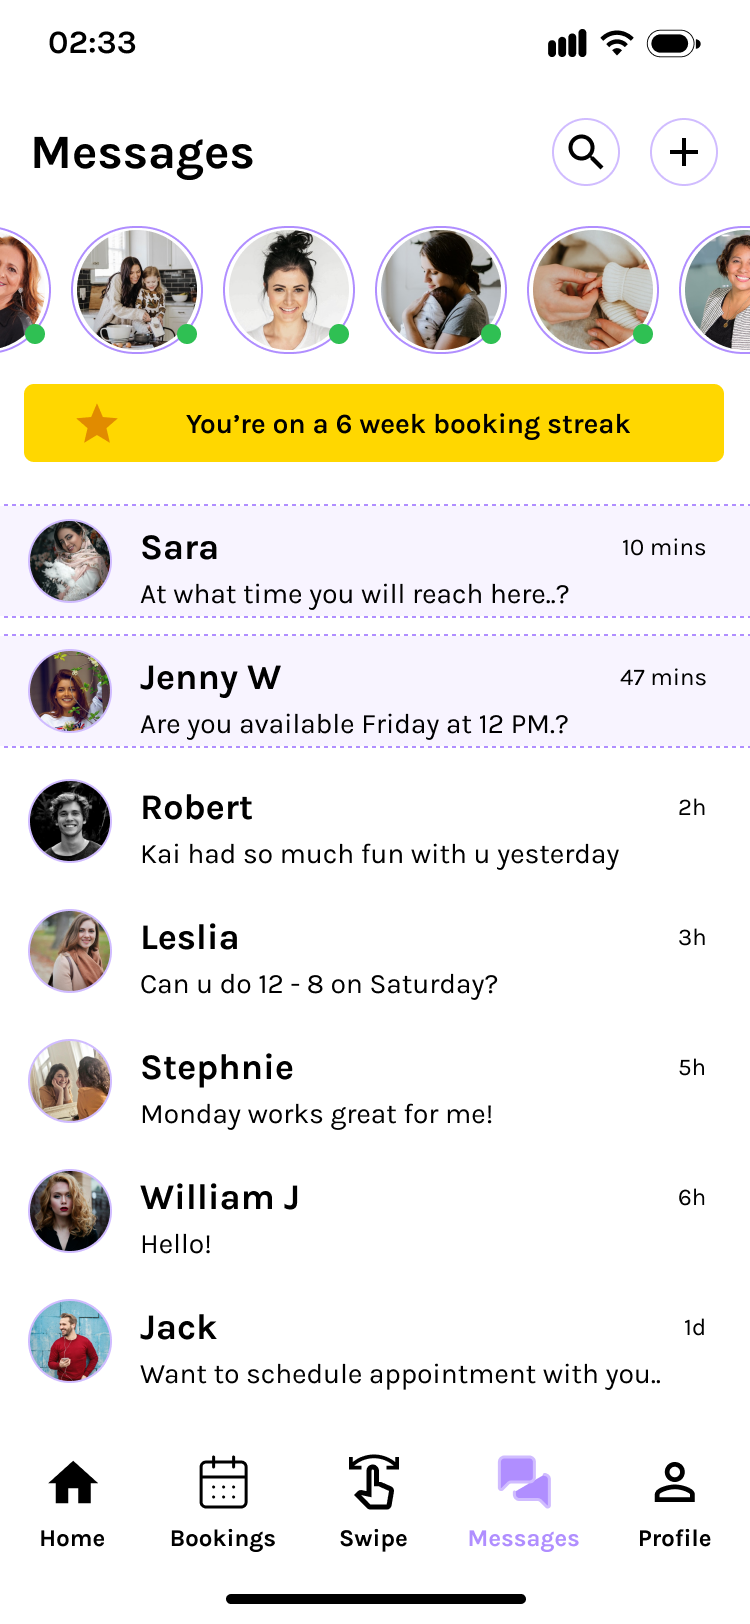 02:33
Messages
You’re on a 6 week booking streak
Sara
10 mins
At what time you will reach here..?
Jenny W
47 mins
Are you available Friday at 12 PM.?
Robert
2h
Kai had so much fun with u yesterday
Leslia
3h
Can u do 12 - 8 on Saturday?
Stephnie
5h
Monday works great for me!
William J
6h
Hello!
Jack
1d
Want to schedule appointment with you..
Home
Bookings
Swipe
Messages
Profile